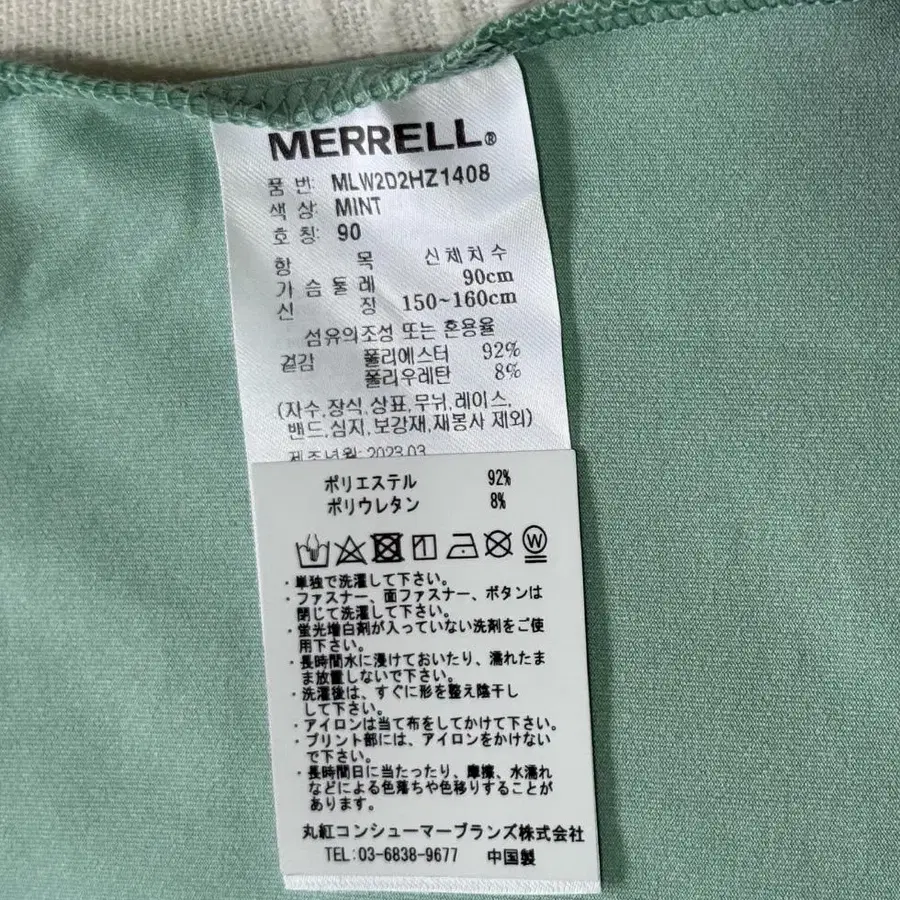 MERRELL®
품 번: MLW2D2HZ1408
색 상: MINT
호 칭: 90
항 목 신체치수
가 슴 둘 레 90cm
신 장 150~160cm
섬유의조성 또는 혼용율
겉감 폴리에스터 92%
폴리우레탄 8%
(자수,장식,상표,무늬,레이스,
밴드,심지,보강재,재봉사 제외)
제조년월: 2023.03
ポリエステル 92%
ポリウレタン 8%
W
・単独で洗濯して下さい。
・ファスナー、面ファスナー、ボタンは
閉じて洗濯して下さい。
・蛍光増白剤が入っていない洗剤をご使
用下さい。
・長時間水に浸けておいたり、濡れたま
ま放置しないで下さい。
・洗濯後は、すぐに形を整え陰干し
して下さい。
・アイロンは当て布をしてかけて下さい。
・プリント部には、アイロンをかけない
で下さい。
・長時間日に当たったり、摩擦、水濡れ
などによる色落ちや色移りすることが
あります。
丸紅コンシューマーブランズ株式会社
TEL:03-6838-9677 中国製